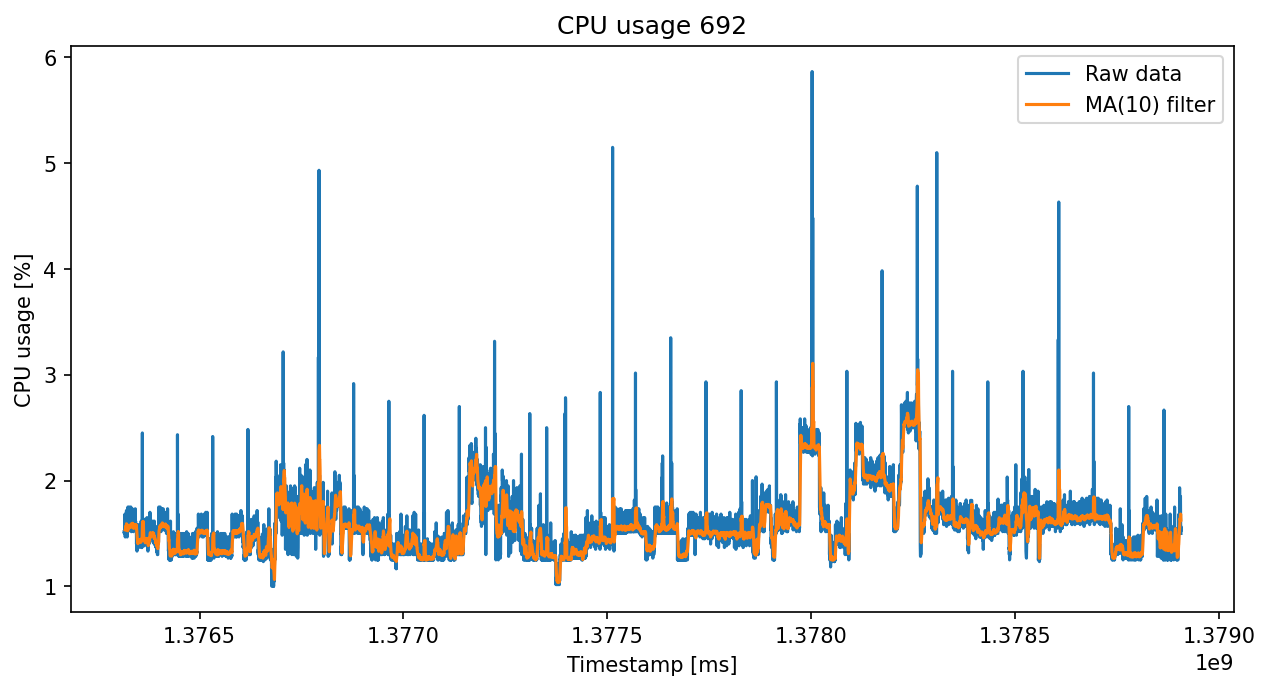 CPU usage 692
Raw data
MA(10) filter
CPU usage [%]
6
5
4
3
2
1
1.3765 1.3770 1.3775 1.3780 1.3785 1.3790
1e9
Timestamp [ms]